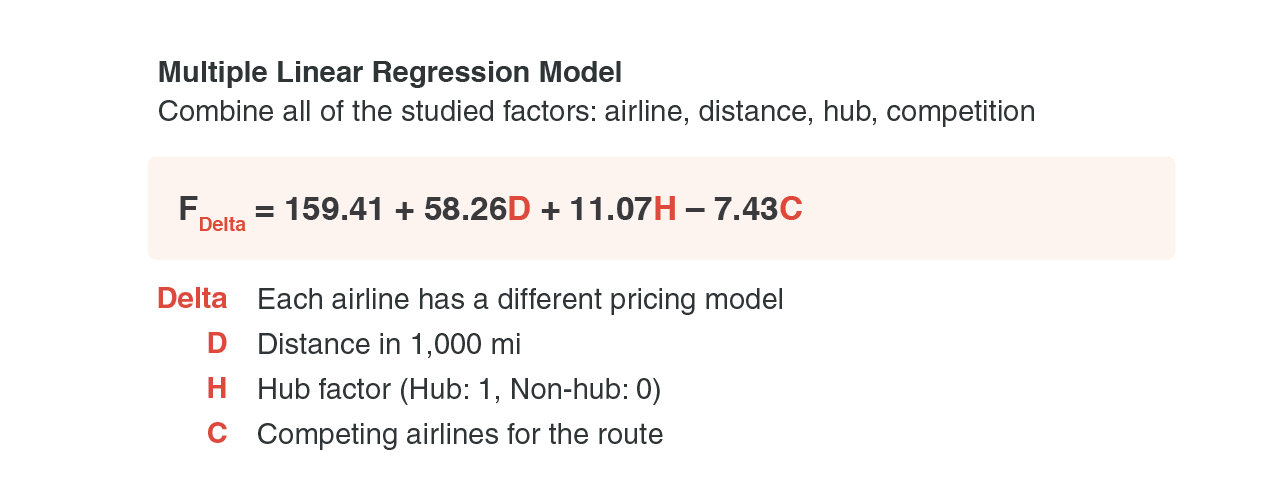 Multiple Linear Regression Model
Combine all of the studied factors: airline, distance, hub, competition
F_Delta = 159.41 + 58.26D + 11.07H – 7.43C
Delta Each airline has a different pricing model
D Distance in 1,000 mi
H Hub factor (Hub: 1, Non-hub: 0)
C Competing airlines for the route